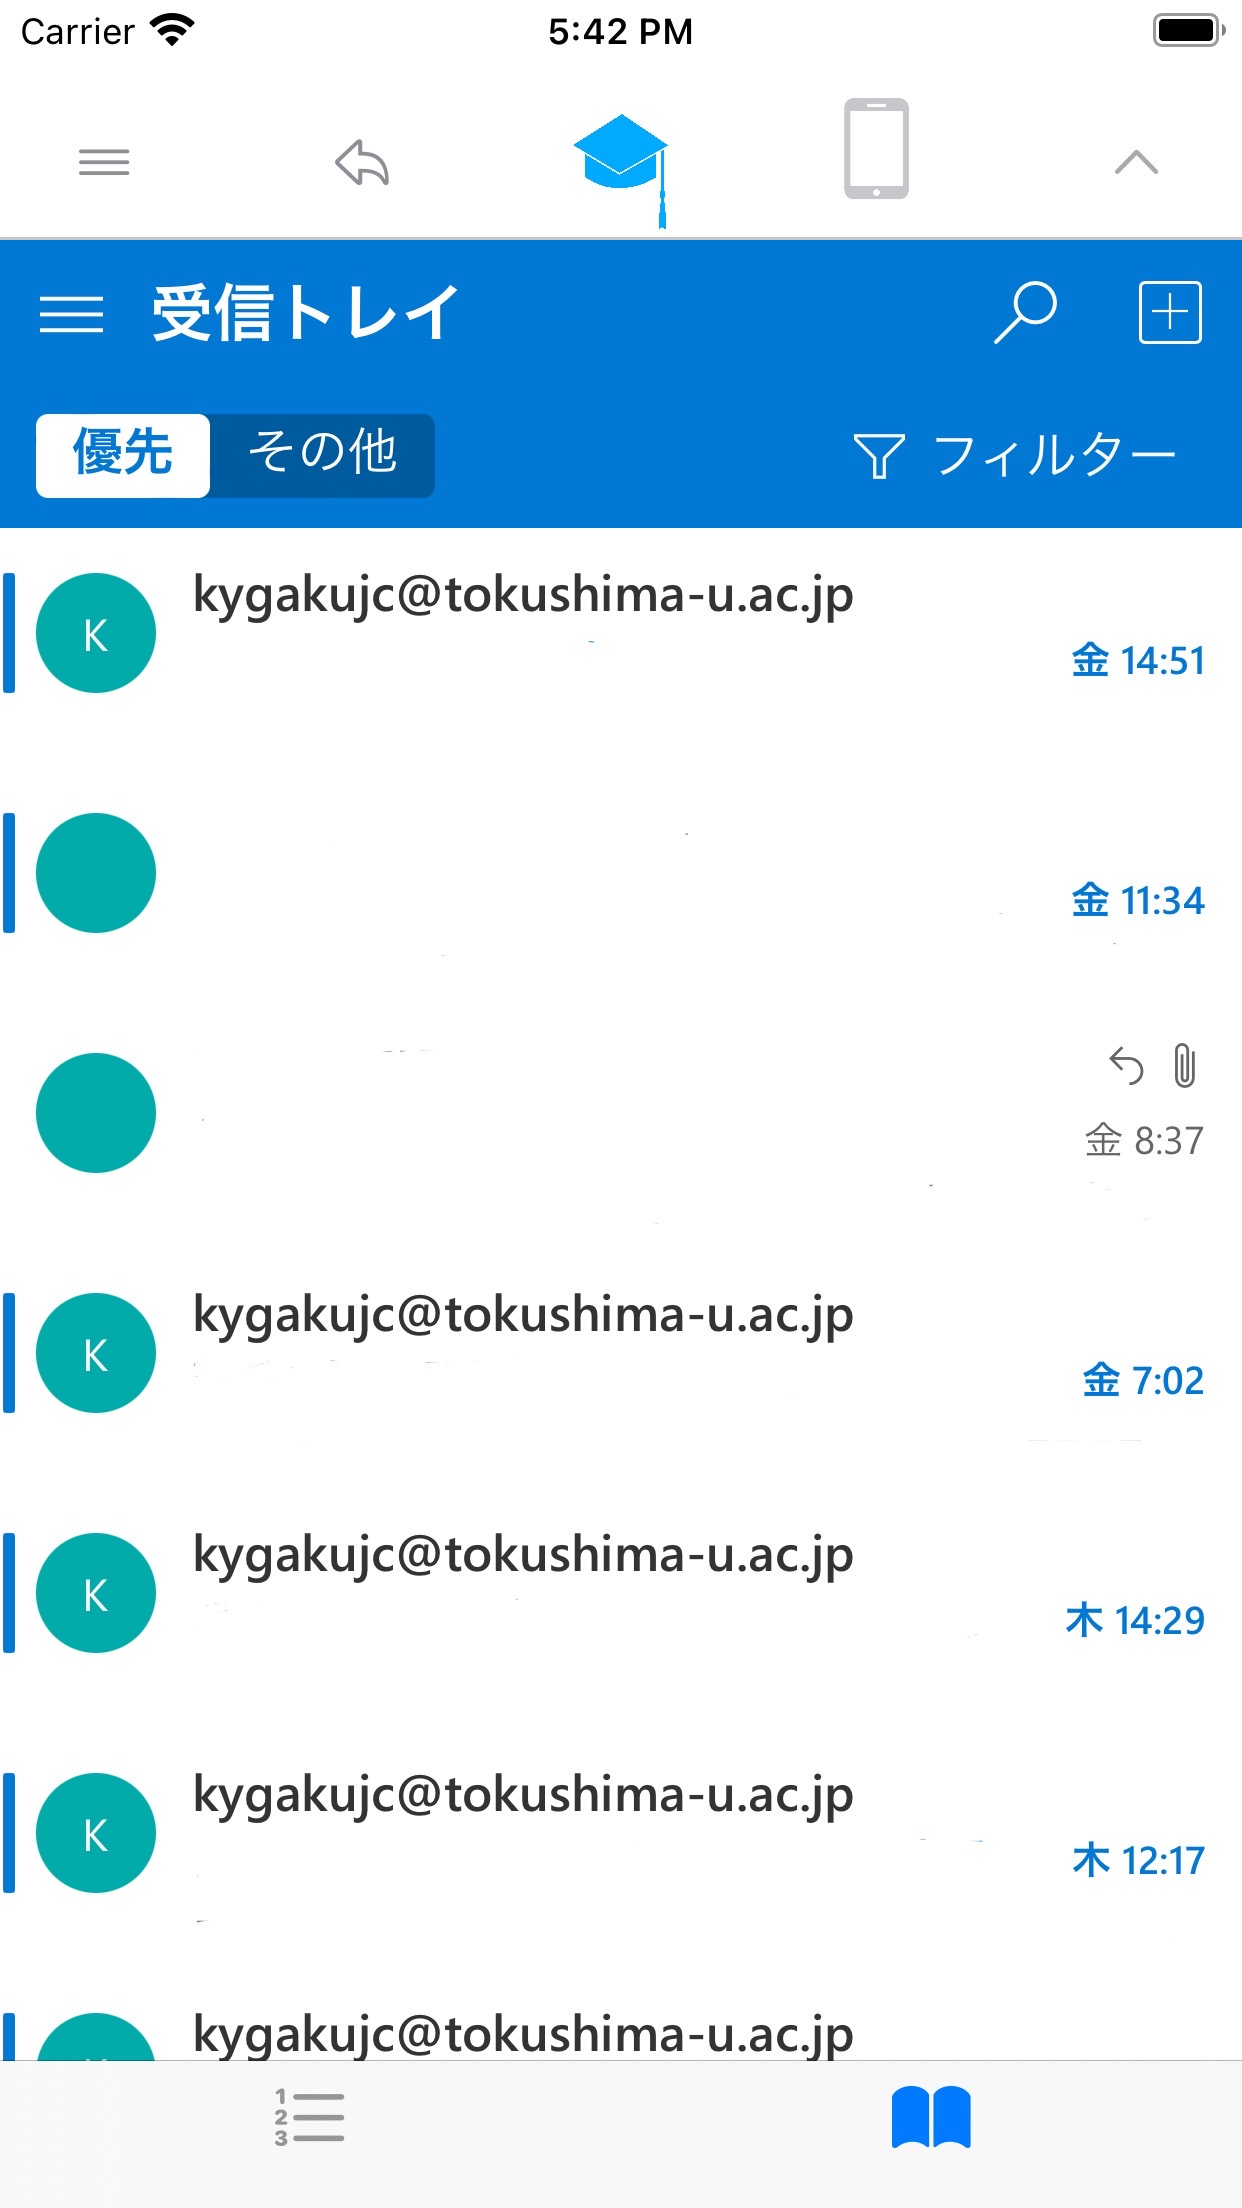 Carrier
5:42 PM
受信トレイ
優先 その他
フィルター
K
kygakujc@tokushima-u.ac.jp
金 14:51
金 11:34
金 8:37
K
kygakujc@tokushima-u.ac.jp
金 7:02
K
kygakujc@tokushima-u.ac.jp
木 14:29
K
kygakujc@tokushima-u.ac.jp
木 12:17
kygakujc@tokushima-u.ac.jp
1
2
3